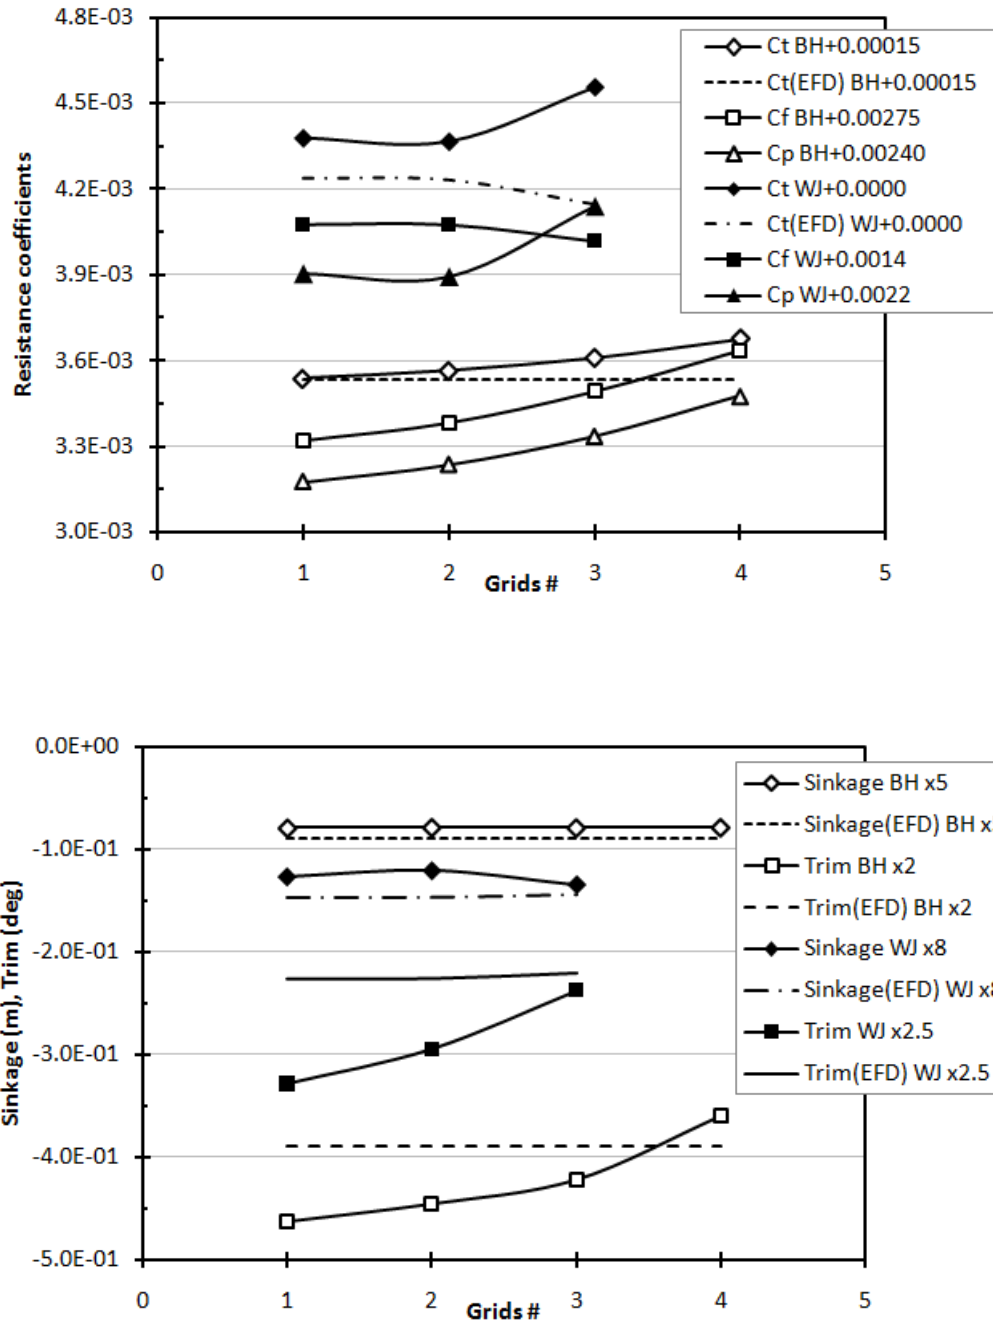 4.8E-03
4.5E-03
4.2E-03
3.9E-03
3.6E-03
3.3E-03
3.0E-03
Resistance coefficients
0 1 2 3 4 5
Grids #
Ct BH+0.00015
Ct(EFD) BH+0.00015
Cf BH+0.00275
Cp BH+0.00240
Ct WJ+0.0000
Ct(EFD) WJ+0.0000
Cf WJ+0.0014
Cp WJ+0.0022
0.0E+00
-1.0E-01
-2.0E-01
-3.0E-01
-4.0E-01
-5.0E-01
Sinkage (m), Trim (deg)
0 1 2 3 4 5
Grids #
Sinkage BH x5
Sinkage(EFD) BH x
Trim BH x2
Trim(EFD) BH x2
Sinkage WJ x8
Sinkage(EFD) WJ x8
Trim WJ x2.5
Trim(EFD) WJ x2.5